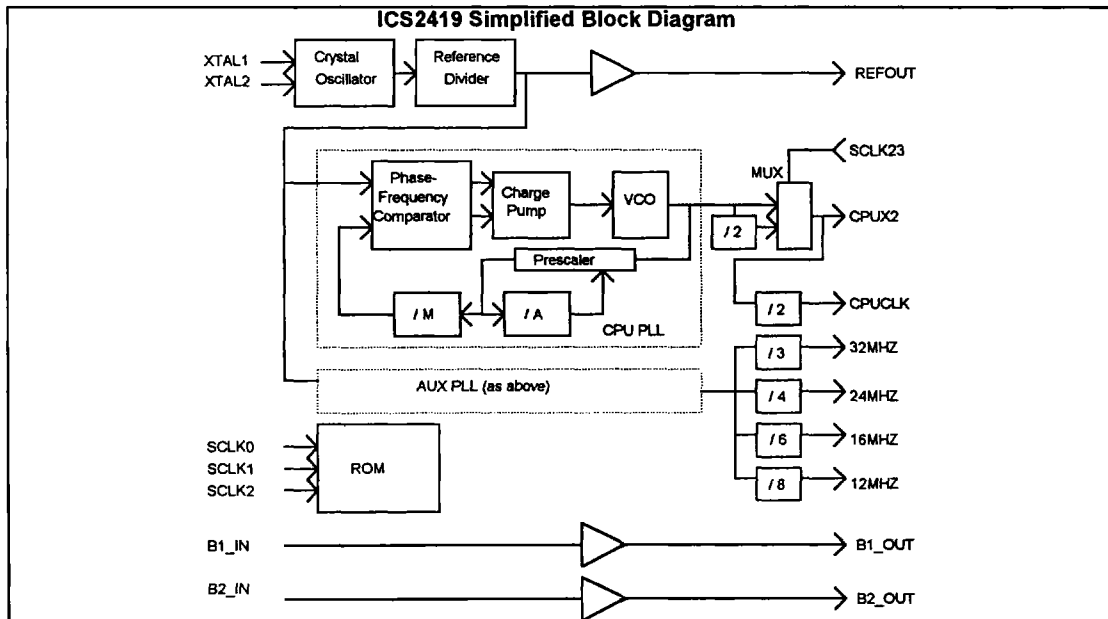 ICS2419 Simplified Block Diagram
XTAL1
XTAL2
Crystal
Oscillator
Reference
Divider
REFOUT
SCLK23
MUX
Phase-
Frequency
Comparator
Charge
Pump
VCO
/ 2
CPUX2
Prescaler
/ M
/ A
CPU PLL
/ 2
CPUCLK
/ 3
32MHZ
AUX PLL (as above)
/ 4
24MHZ
/ 6
16MHZ
/ 8
12MHZ
SCLK0
SCLK1
SCLK2
ROM
B1_IN
B1_OUT
B2_IN
B2_OUT